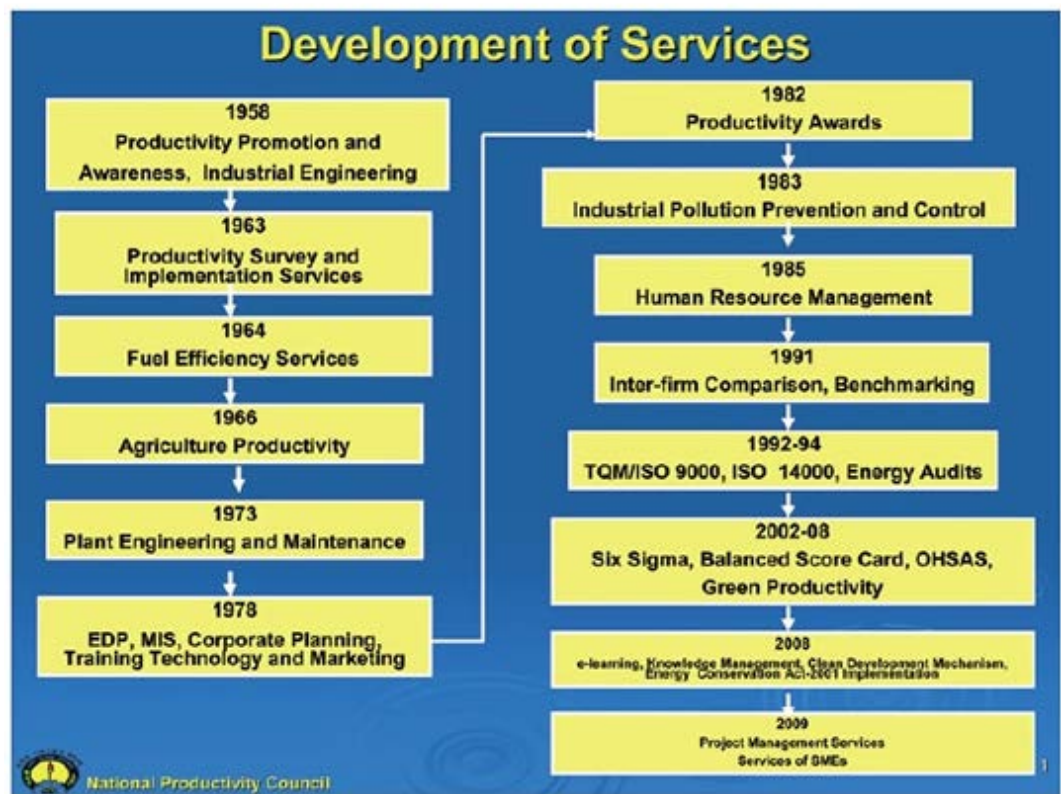 Development of Services
1958
Productivity Promotion and
Awareness, Industrial Engineering
1963
Productivity Survey and
Implementation Services
1964
Fuel Efficiency Services
1966
Agriculture Productivity
1973
Plant Engineering and Maintenance
1978
EDP, MIS, Corporate Planning,
Training Technology and Marketing
1982
Productivity Awards
1983
Industrial Pollution Prevention and Control
1985
Human Resource Management
1991
Inter-firm Comparison, Benchmarking
1992-94
TQM/ISO 9000, ISO 14000, Energy Audits
2002-08
Six Sigma, Balanced Score Card, OHSAS,
Green Productivity
2008
e-learning, Knowledge Management, Clean Development Mechanism,
Energy Conservation Act-2001 Implementation
2009
Project Management Services
Services of SMEs
National Productivity Council
1